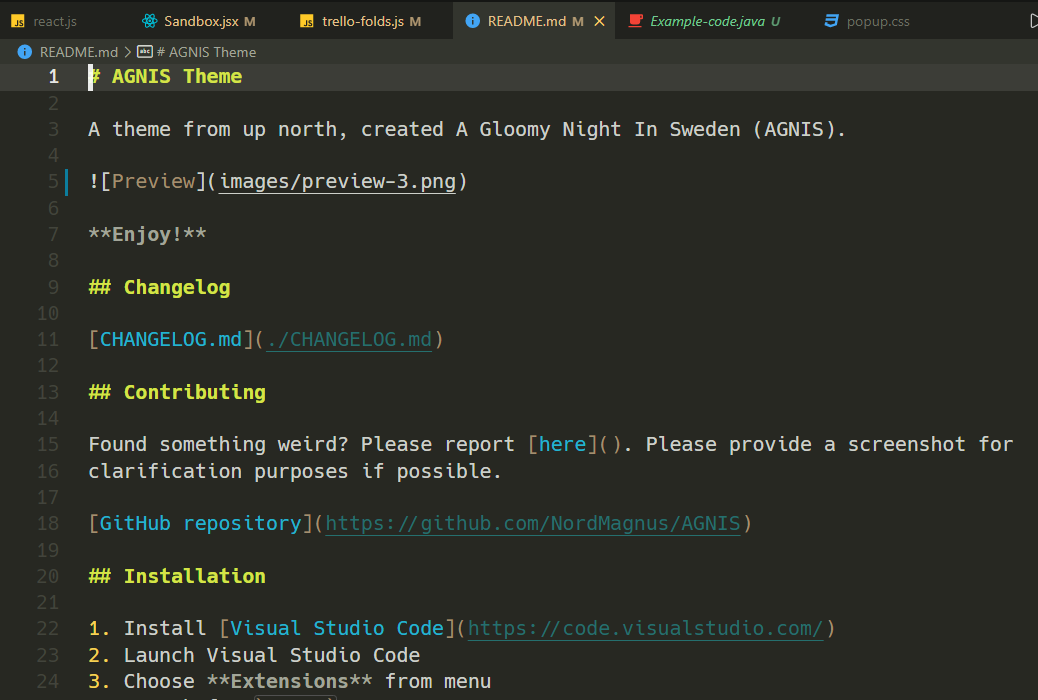 react.js Sandbox.jsx M trello-folds.js M README.md M Example-code.java U popup.css
README.md > # AGNIS Theme
1 # AGNIS Theme
2
3 A theme from up north, created A Gloomy Night In Sweden (AGNIS).
4
5 ![Preview](images/preview-3.png)
6
7 **Enjoy!**
8
9 ## Changelog
10
11 [CHANGELOG.md](./CHANGELOG.md)
12
13 ## Contributing
14
15 Found something weird? Please report [here](). Please provide a screenshot for
16 clarification purposes if possible.
17
18 [GitHub repository](https://github.com/NordMagnus/AGNIS)
19
20 ## Installation
21
22 1. Install [Visual Studio Code](https://code.visualstudio.com/)
23 2. Launch Visual Studio Code
24 3. Choose **Extensions** from menu